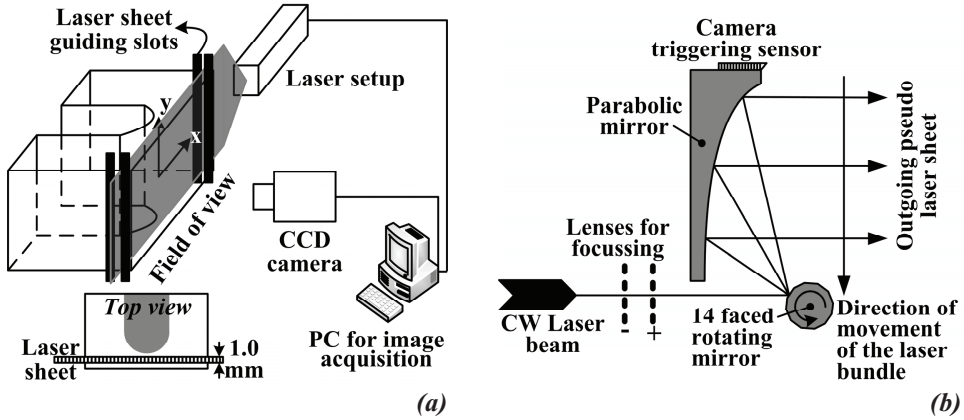 Laser sheet
guiding slots
Laser setup
y
x
Field of view
CCD
camera
Top view
Laser
sheet
1.0
mm
PC for image
acquisition
(a)
Camera
triggering sensor
Parabolic
mirror
Outgoing pseudo
laser sheet
Lenses for
focussing
- +
CW Laser
beam
14 faced
rotating
mirror
Direction of
movement
of the laser
bundle
(b)